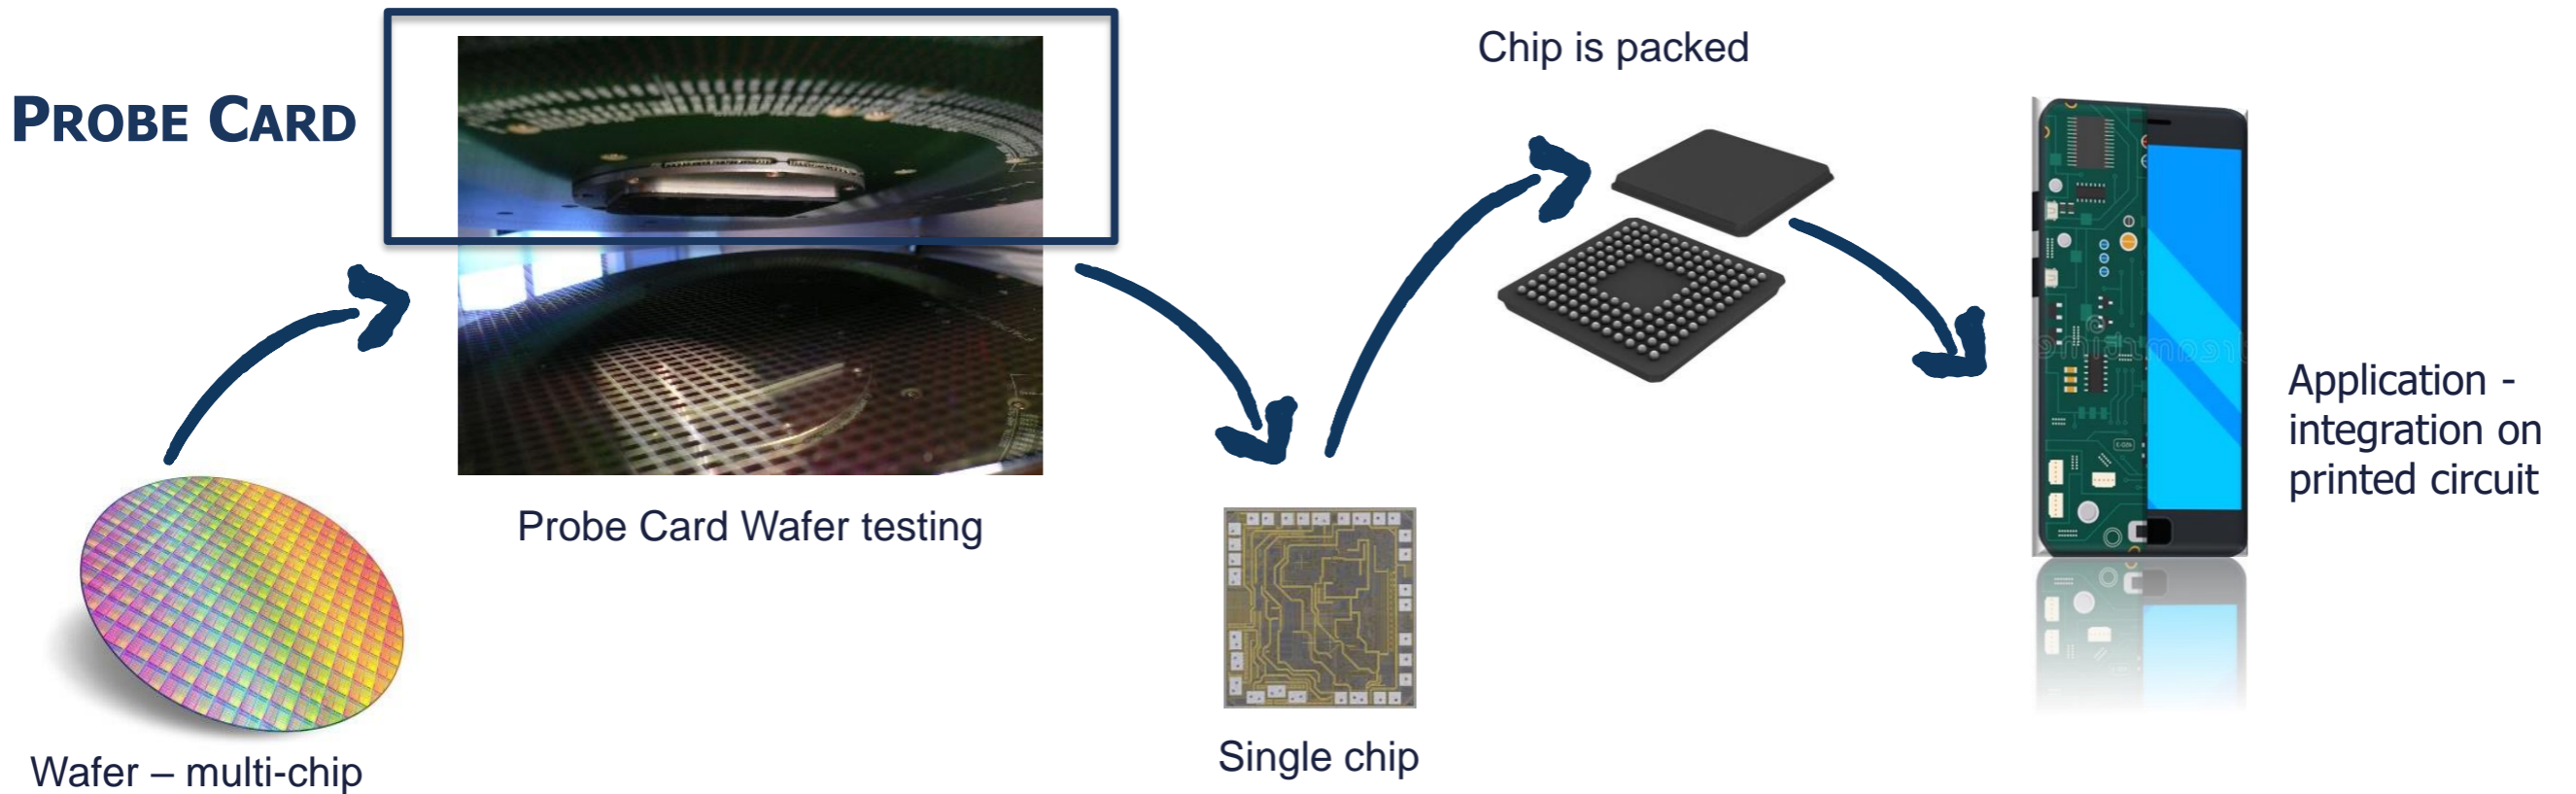 PROBE CARD
Chip is packed
Probe Card Wafer testing
Wafer – multi-chip
Single chip
Application -
integration on
printed circuit